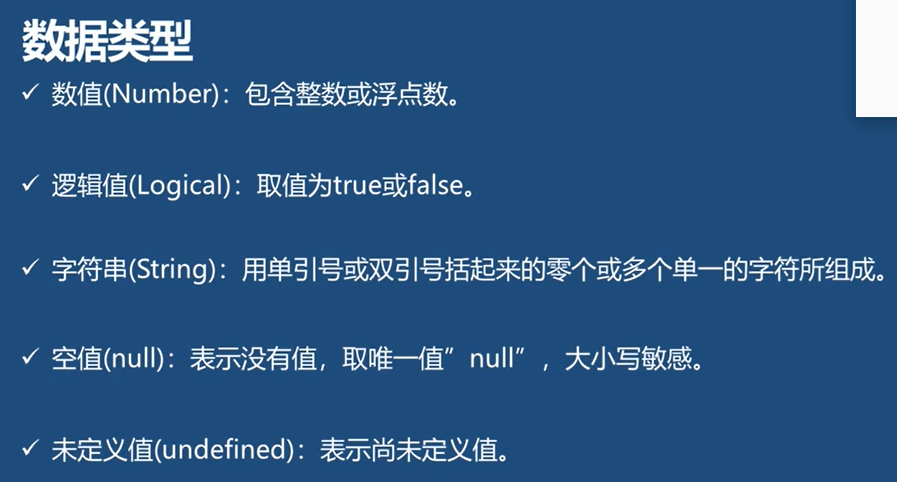 数据类型
✓ 数值(Number)：包含整数或浮点数。
✓ 逻辑值(Logical)：取值为true或false。
✓ 字符串(String)：用单引号或双引号括起来的零个或多个单一的字符所组成。
✓ 空值(null)：表示没有值，取唯一值”null”，大小写敏感。
✓ 未定义值(undefined)：表示尚未定义值。